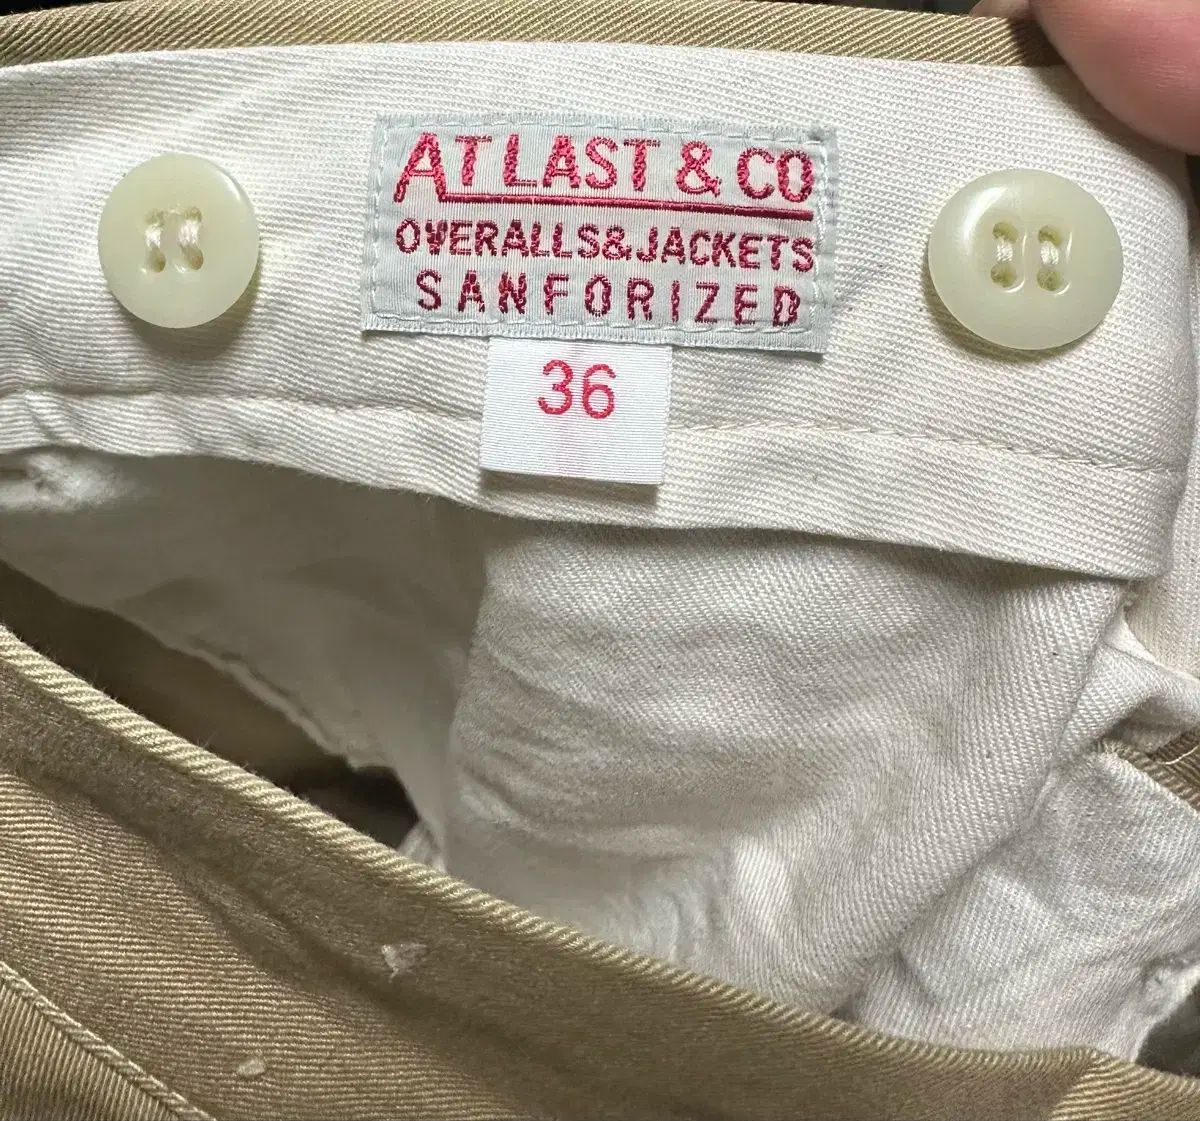 AT LAST & CO
OVERALLS&JACKETS
SANFORIZED
36